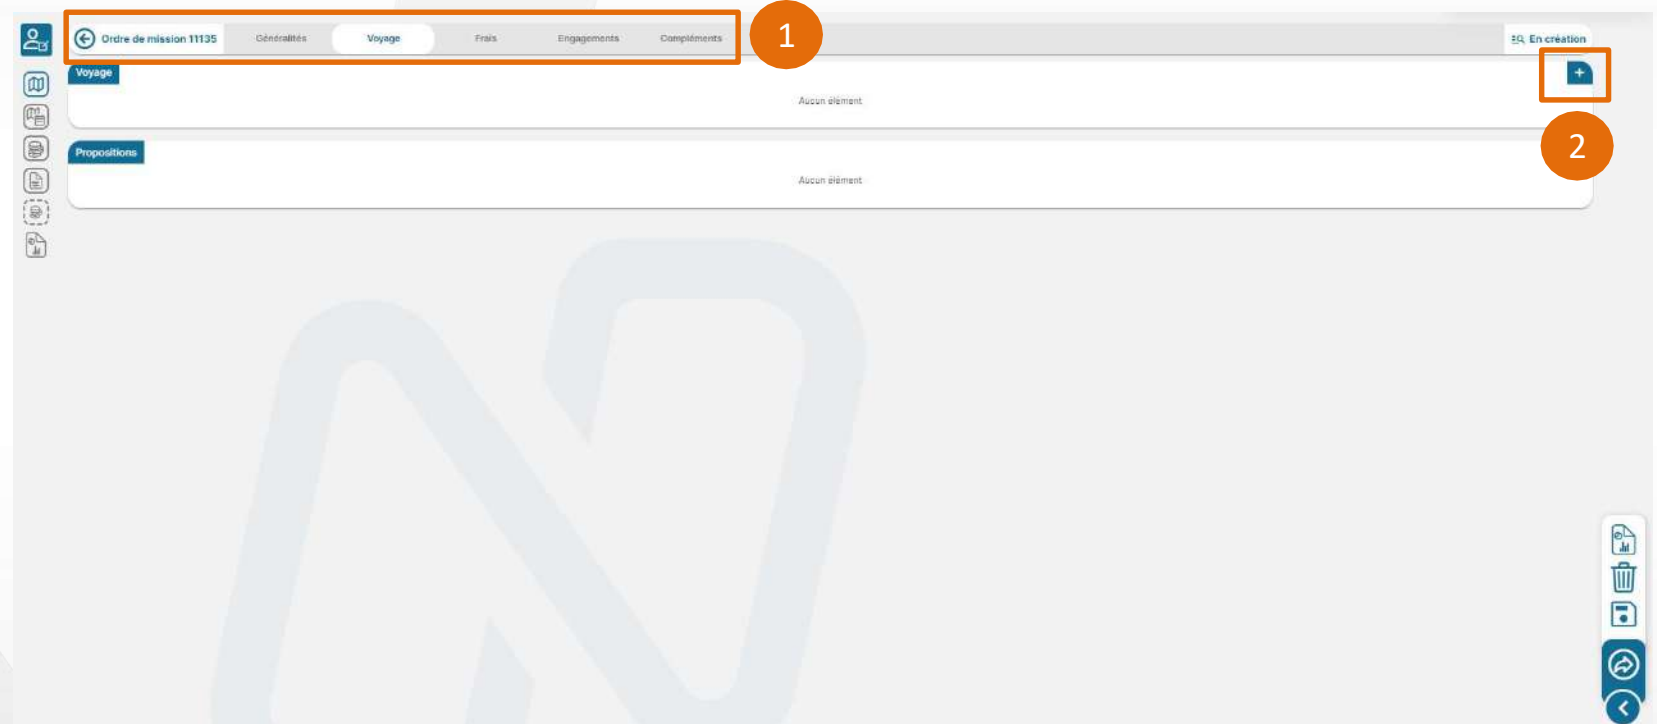 Ordre de mission 11135 Généralités Voyage Frais Engagements Compléments 1 En création
Voyage +
Aucun élément
2
Propositions
Aucun élément